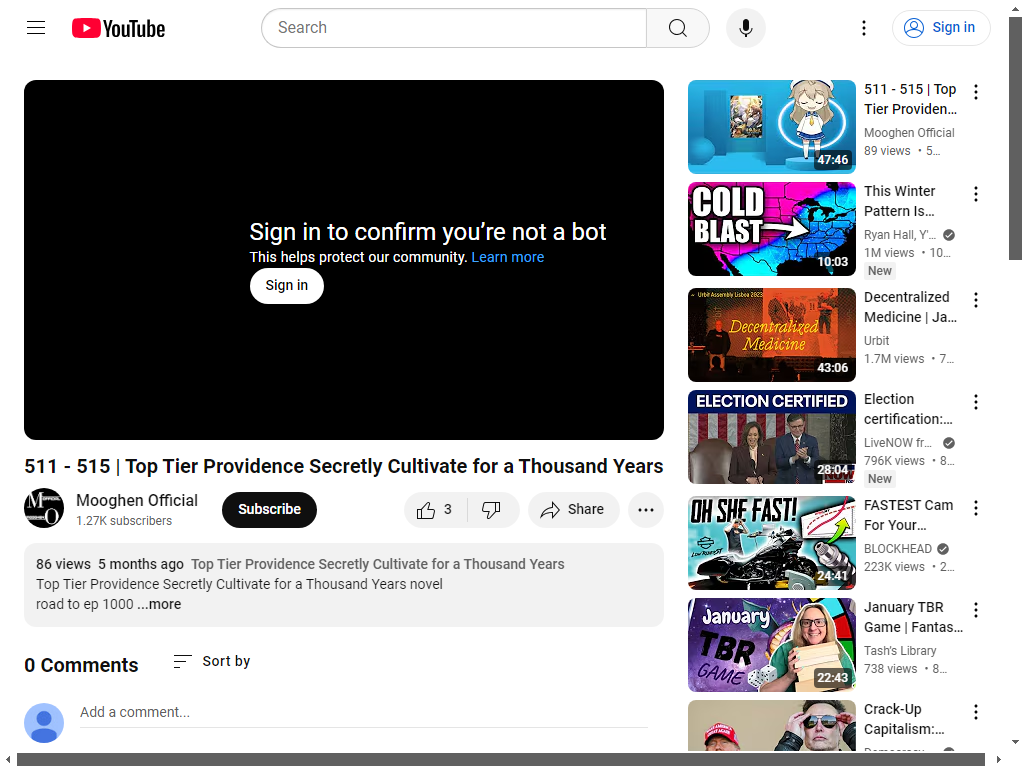 YouTube
Search
Sign in
Sign in to confirm you're not a bot
This helps protect our community. Learn more
Sign in
511 - 515 | Top Tier Providence Secretly Cultivate for a Thousand Years
Mooghen Official
1.27K subscribers
Subscribe
3
Share
86 views 5 months ago Top Tier Providence Secretly Cultivate for a Thousand Years
Top Tier Providence Secretly Cultivate for a Thousand Years novel
road to ep 1000 ...more
0 Comments
Sort by
Add a comment...
47:46
511 - 515 | Top
Tier Providen...
Mooghen Official
89 views • 5...
COLD
BLAST
10:03
This Winter
Pattern Is...
Ryan Hall, Y'...
1M views • 10...
New
Urbit Assembly Lisboa 2023
Decentralized
Medicine
43:06
Decentralized
Medicine | Ja...
Urbit
1.7M views • 7...
ELECTION CERTIFIED
28:04
Election
certification:...
LiveNOW fr...
796K views • 8...
New
OH SHE FAST!
24:41
FASTEST Cam
For Your...
BLOCKHEAD
223K views • 2...
January
TBR
GAME
22:43
January TBR
Game | Fantas...
Tash's Library
738 views • 8...
Crack-Up
Capitalism:...